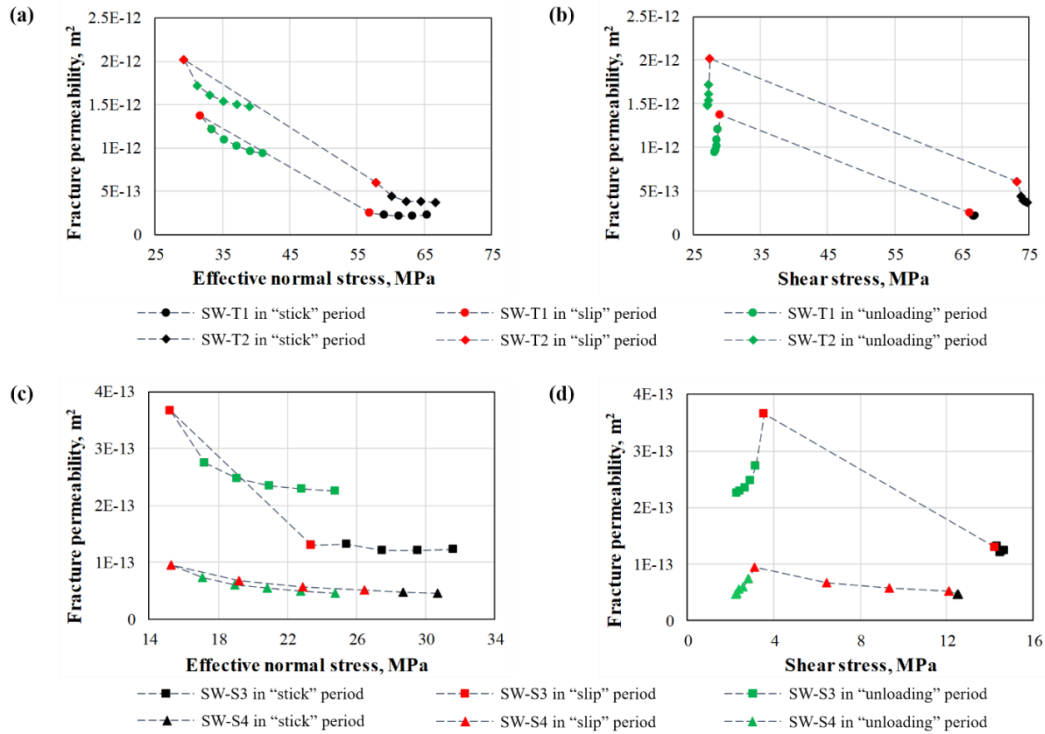 (a)
Fracture permeability, m²
2.5E-12
2E-12
1.5E-12
1E-12
5E-13
0
25 35 45 55 65 75
Effective normal stress, MPa
(b)
Fracture permeability, m²
2.5E-12
2E-12
1.5E-12
1E-12
5E-13
0
25 35 45 55 65 75
Shear stress, MPa
SW-T1 in “stick” period SW-T1 in “slip” period SW-T1 in “unloading” period
SW-T2 in “stick” period SW-T2 in “slip” period SW-T2 in “unloading” period
(c)
Fracture permeability, m²
4E-13
3E-13
2E-13
1E-13
0
14 18 22 26 30 34
Effective normal stress, MPa
(d)
Fracture permeability, m²
4E-13
3E-13
2E-13
1E-13
0
0 4 8 12 16
Shear stress, MPa
SW-S3 in “stick” period SW-S3 in “slip” period SW-S3 in “unloading” period
SW-S4 in “stick” period SW-S4 in “slip” period SW-S4 in “unloading” period